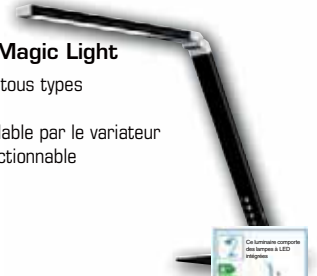 Magic Light
tous types
lable par le variateur
ctionnable
Ce luminaire comporte
des lampes à LED
intégrées